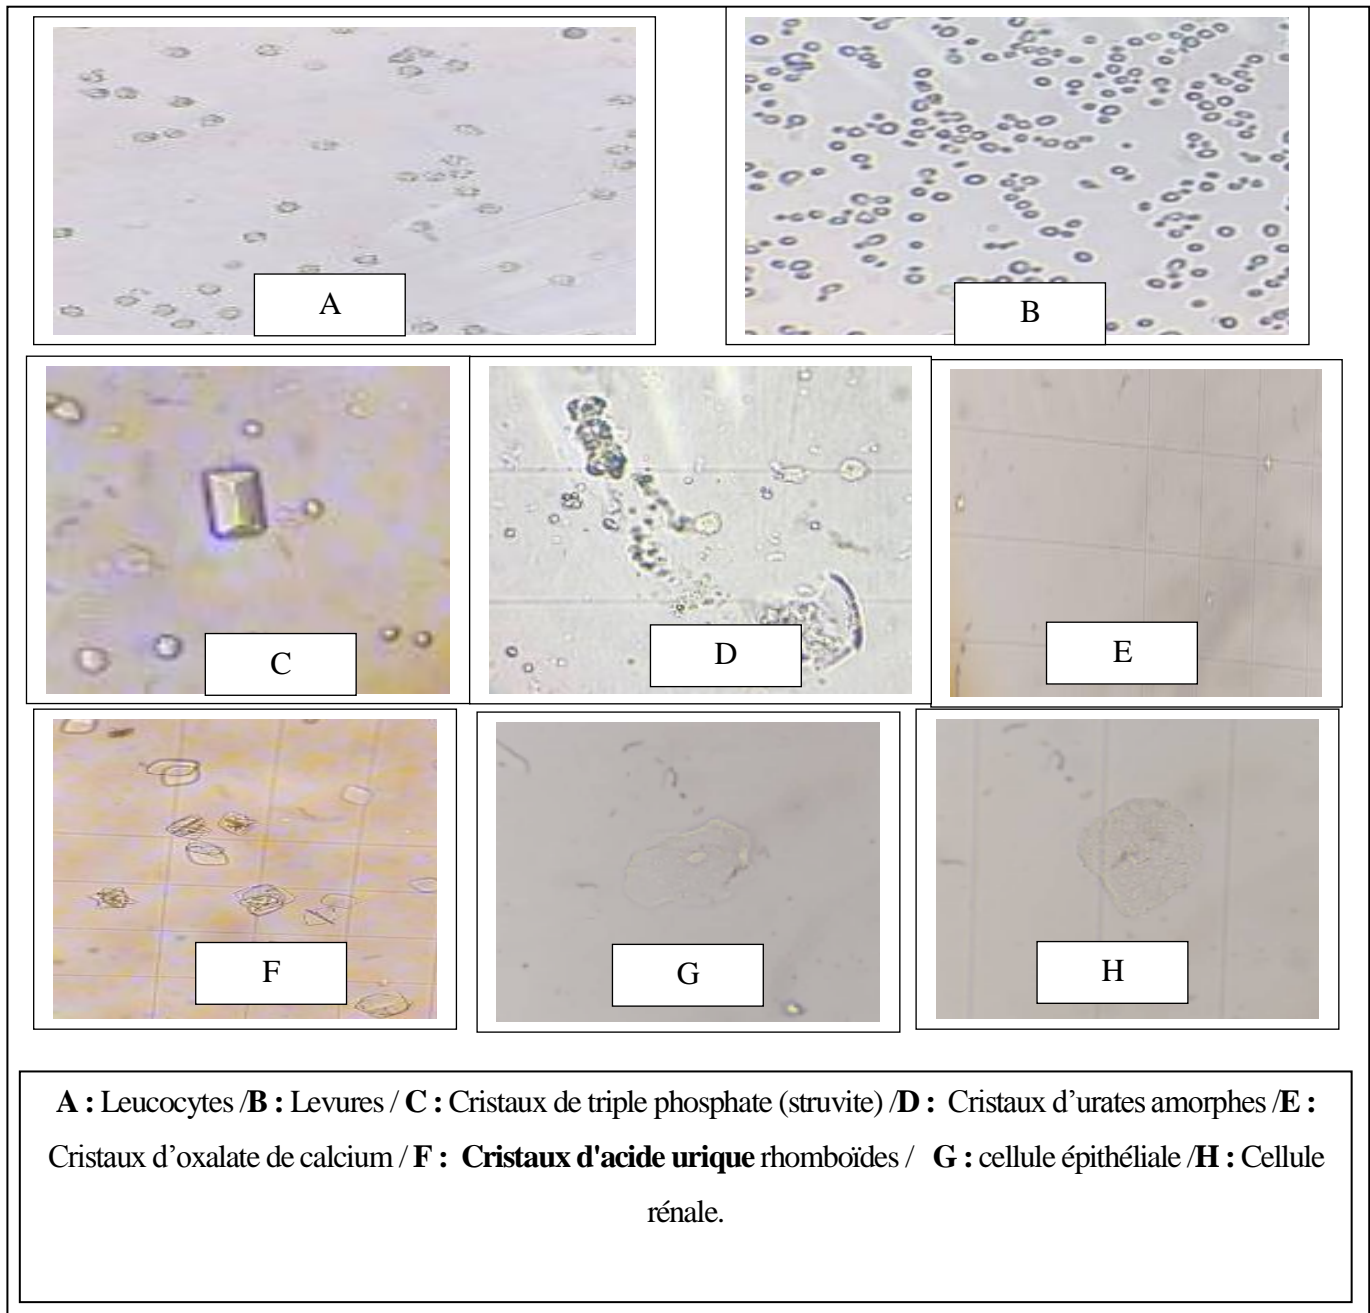 A
B
C
D
E
F
G
H
A : Leucocytes /B : Levures / C : Cristaux de triple phosphate (struvite) /D : Cristaux d’urates amorphes /E :
Cristaux d’oxalate de calcium / F : Cristaux d'acide urique rhomboïdes / G : cellule épithéliale /H : Cellule
rénale.